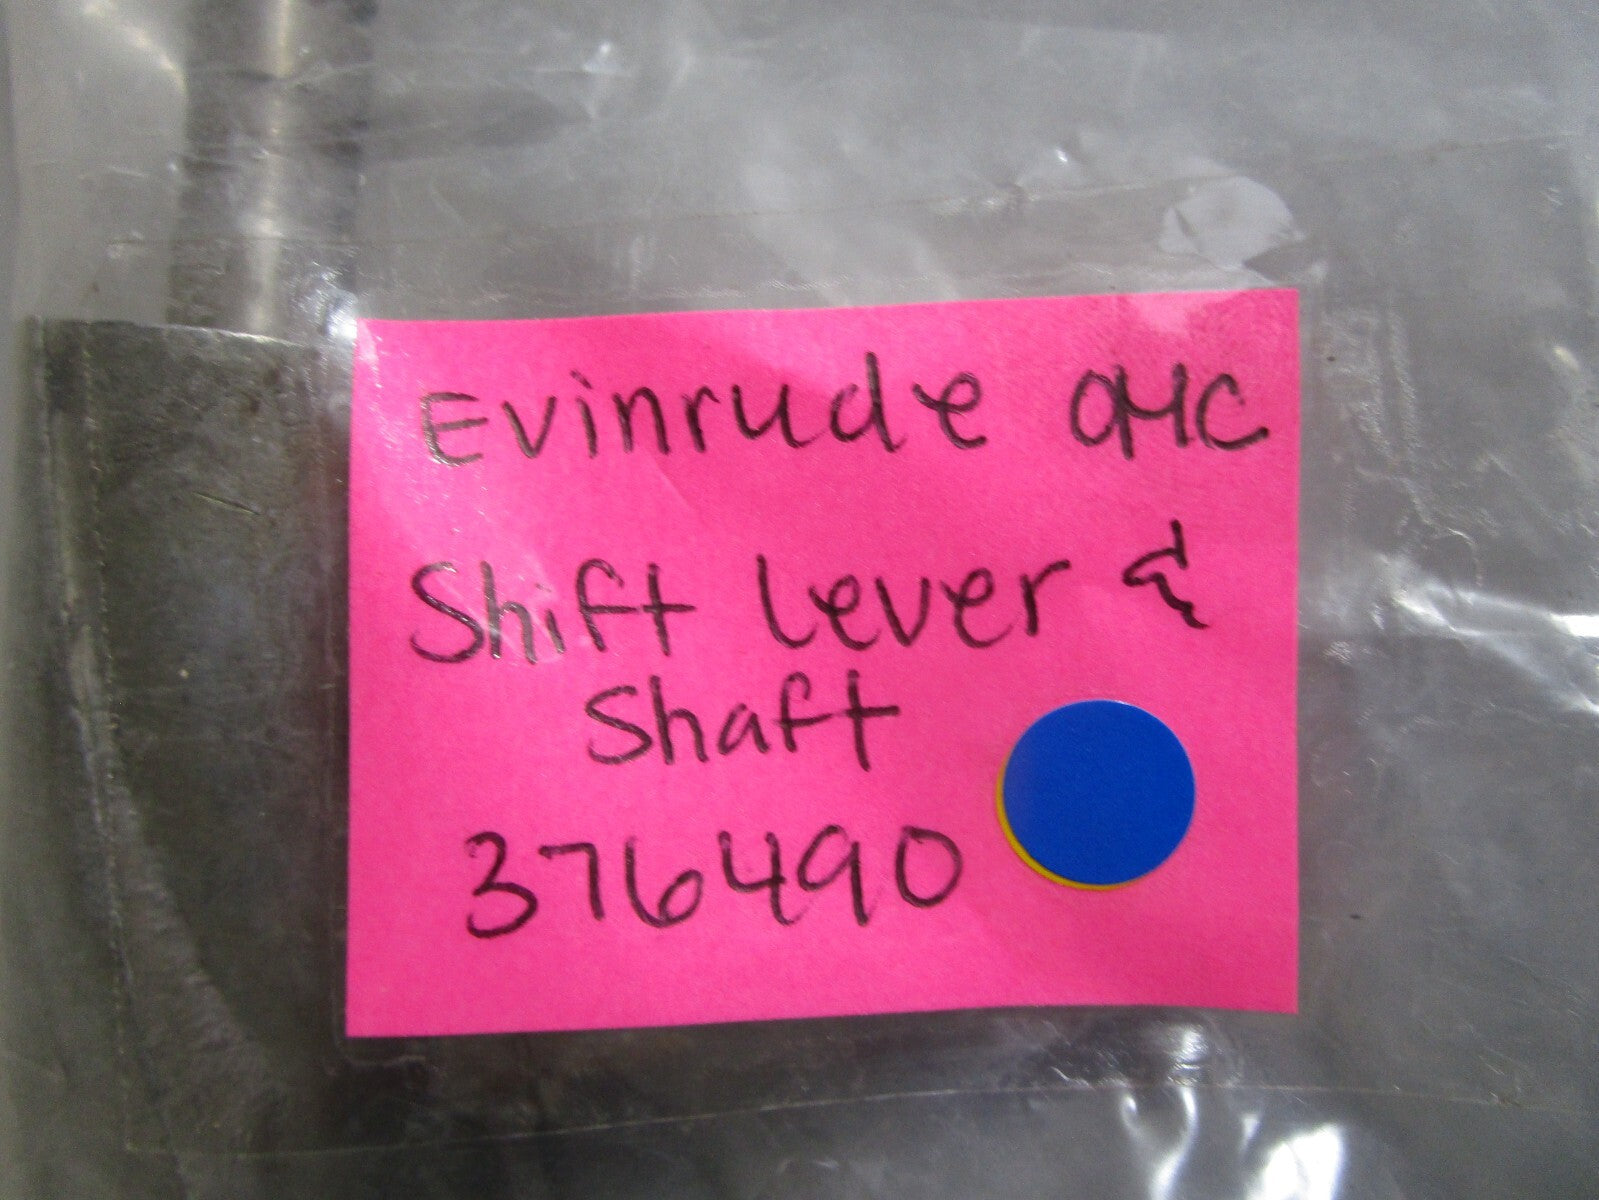 Evinrude OMC
Shift Lever &
Shaft
376490